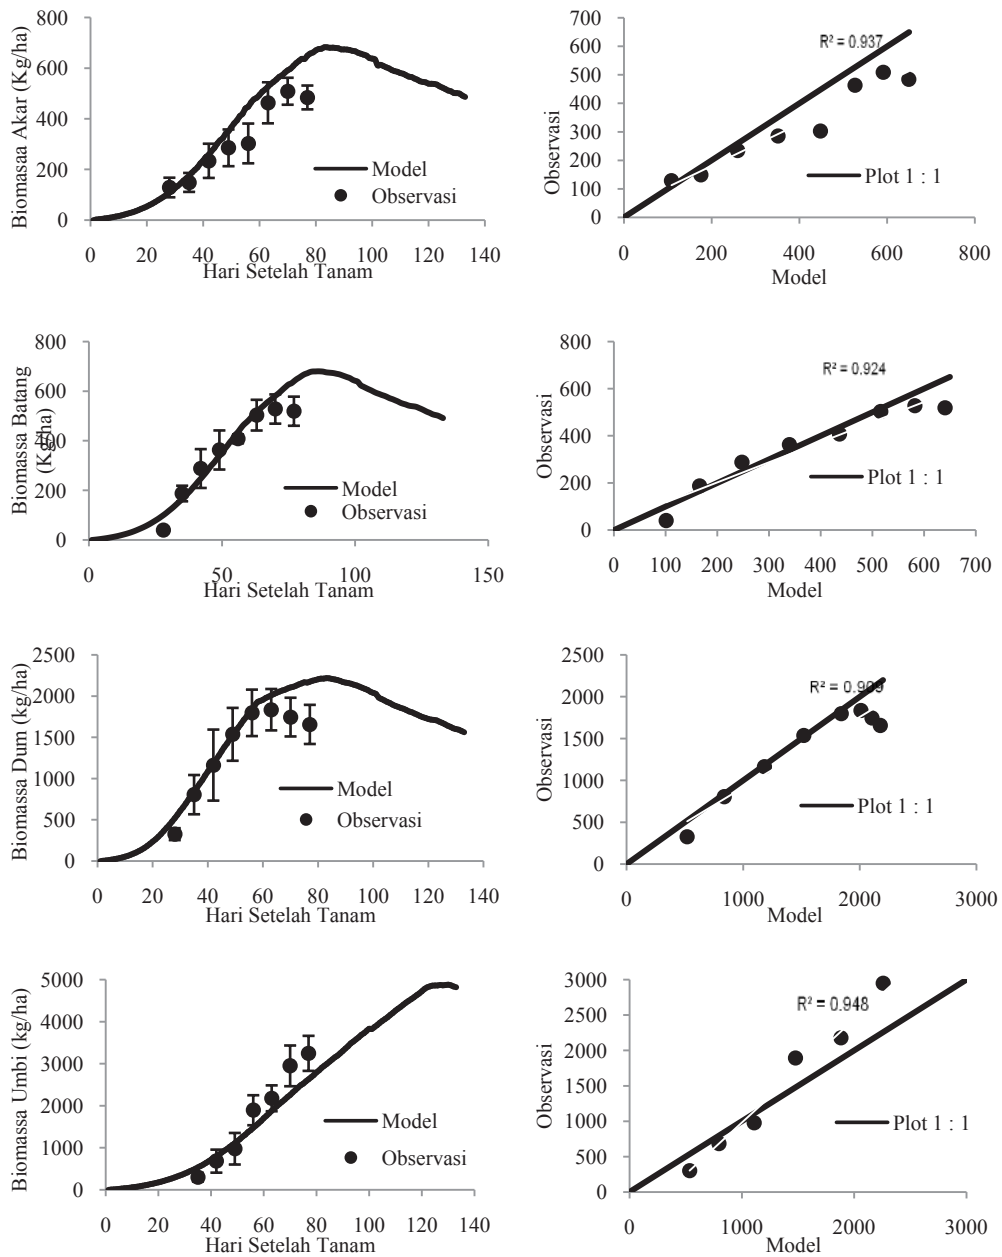 Biomasaa Akar (Kg/ha)
800
600
400
200
0
0 20 40 60 80 100 120 140
Hari Setelah Tanam
Model
Observasi
Observasi
700
600
500
400
300
200
100
0
0 200 400 600 800
Model
R² = 0.937
Plot 1 : 1
Biomassa Batang
(Kg/ha)
800
600
400
200
0
0 50 100 150
Hari Setelah Tanam
Model
Observasi
Observasi
800
600
400
200
0
0 100 200 300 400 500 600 700
Model
R² = 0.924
Plot 1 : 1
Biomassa Dum (kg/ha)
2500
2000
1500
1000
500
0
0 20 40 60 80 100 120 140
Hari Setelah Tanam
Model
Observasi
Observasi
2500
2000
1500
1000
500
0
0 1000 2000 3000
Model
R² = 0.909
Plot 1 : 1
Biomassa Umbi (kg/ha)
5000
4000
3000
2000
1000
0
0 20 40 60 80 100 120 140
Hari Setelah Tanam
Model
Observasi
Observasi
3000
2500
2000
1500
1000
500
0
0 1000 2000 3000
Model
R² = 0.948
Plot 1 : 1